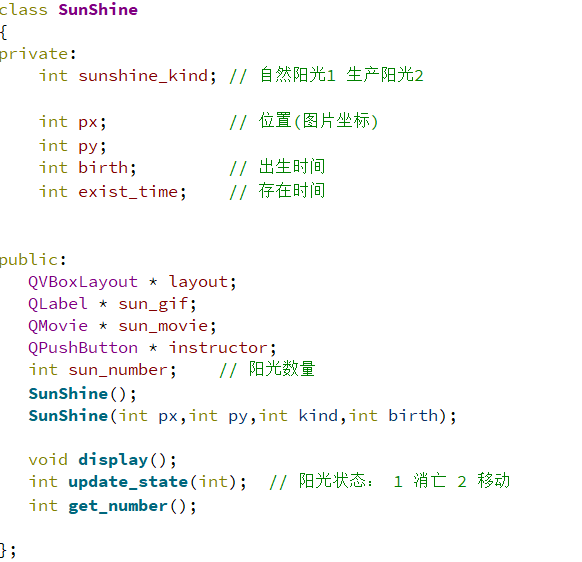 class SunShine
{
private:
    int sunshine_kind; // 自然阳光1 生产阳光2
    int px;            // 位置(图片坐标)
    int py;
    int birth;         // 出生时间
    int exist_time;    // 存在时间
public:
   QVBoxLayout * layout;
   QLabel * sun_gif;
   QMovie * sun_movie;
   QPushButton * instructor;
   int sun_number;    // 阳光数量
   SunShine();
   SunShine(int px,int py,int kind,int birth);
   void display();
   int update_state(int);  // 阳光状态： 1 消亡 2 移动
   int get_number();
};